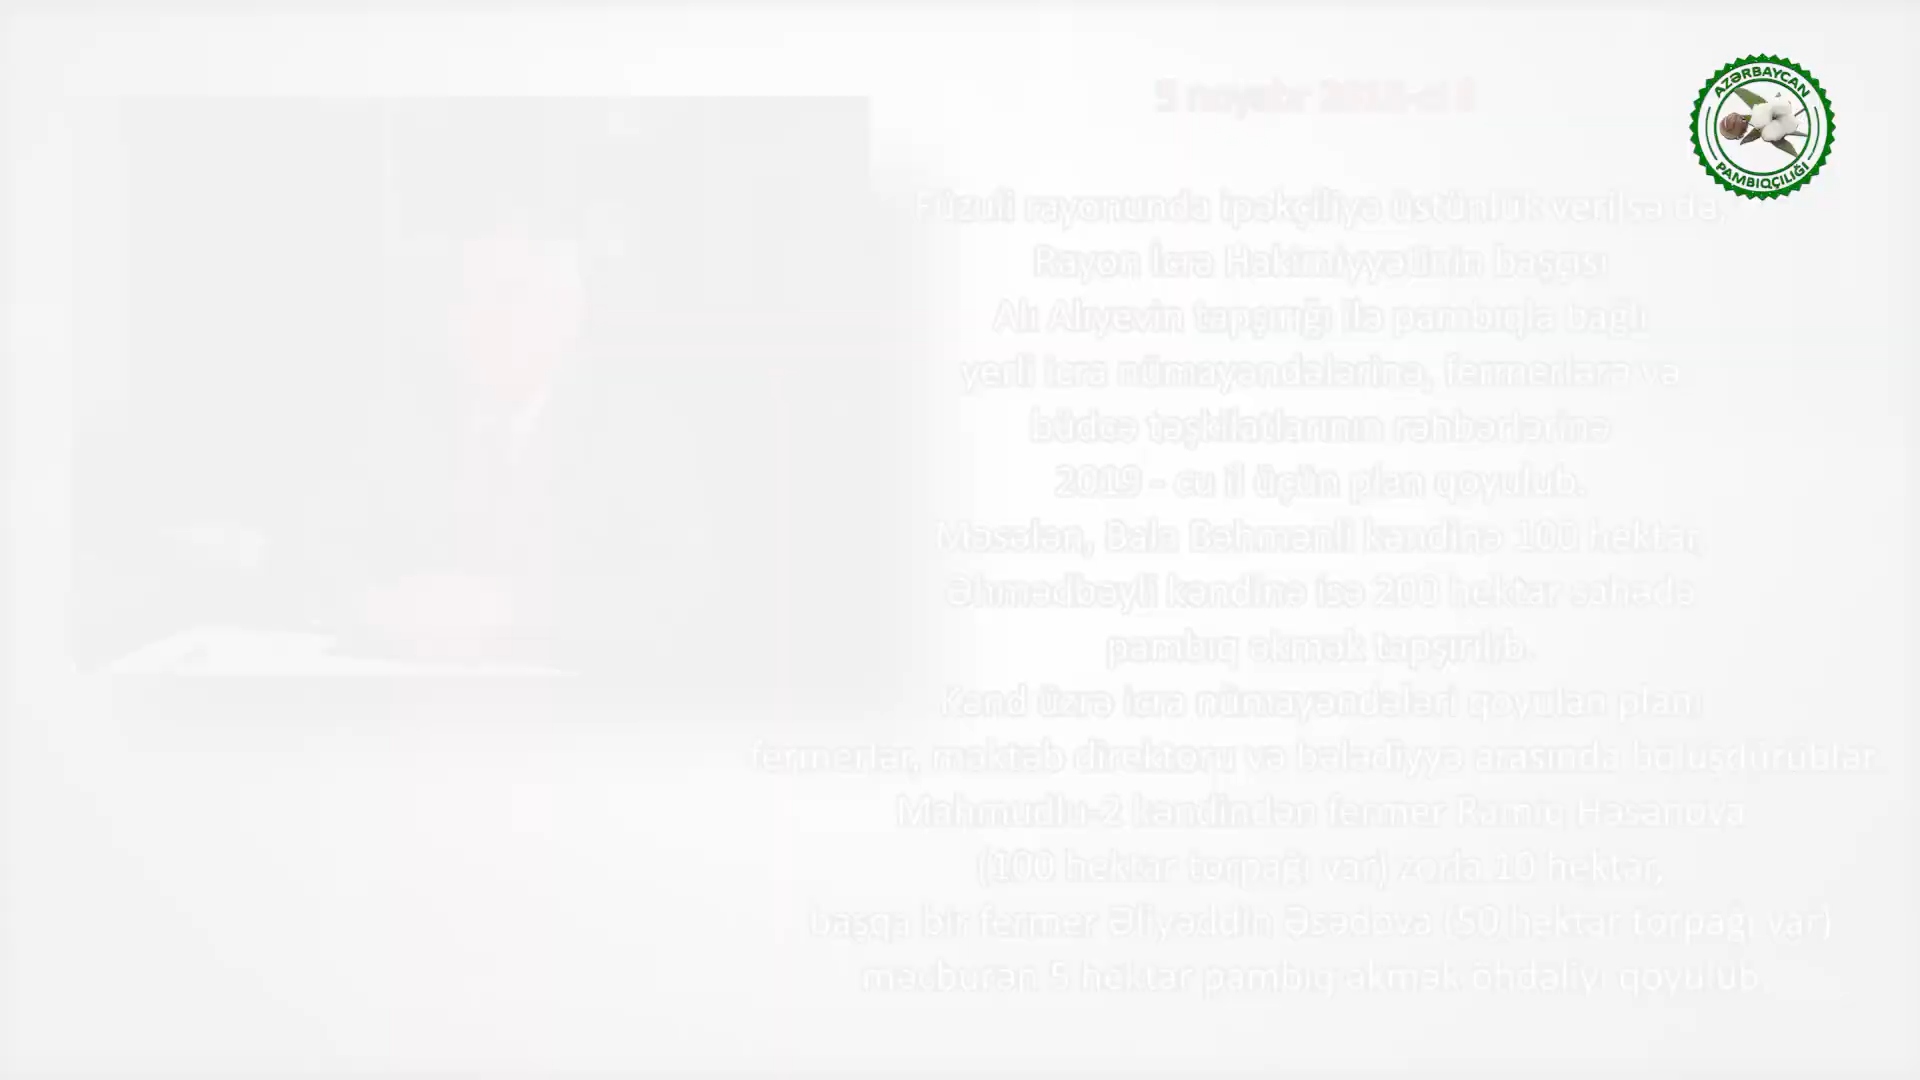 AZƏRBAYCAN
PAMBIQÇILIĞI
5 noyabr 2018-ci il
Füzuli rayonunda ipəkçiliyə üstünlük verilsə də,
Rayon İcra Hakimiyyətinin başçısı
Alı Alıyevin tapşırığı ilə pambıqla bağlı
yerli icra nümayəndələrinə, fermerlərə və
büdcə təşkilatlarının rəhbərlərinə
2019 - cu il üçün plan qoyulub.
Məsələn, Bala Bəhmənli kəndinə 100 hektar,
Əhmədbəyli kəndinə isə 200 hektar sahədə
pambıq əkmək tapşırılıb.
Kənd üzrə icra nümayəndələri qoyulan planı
fermerlər, məktəb direktoru və bələdiyyə arasında bölüşdürüblər.
Mahmudlu-2 kəndindən fermer Ramiq Həsənova
(100 hektar torpağı var) zorla 10 hektar,
başqa bir fermer Əliyəddin Əsədova (50 hektar torpağı var)
məcburən 5 hektar pambıq əkmək öhdəliyi qoyulub.